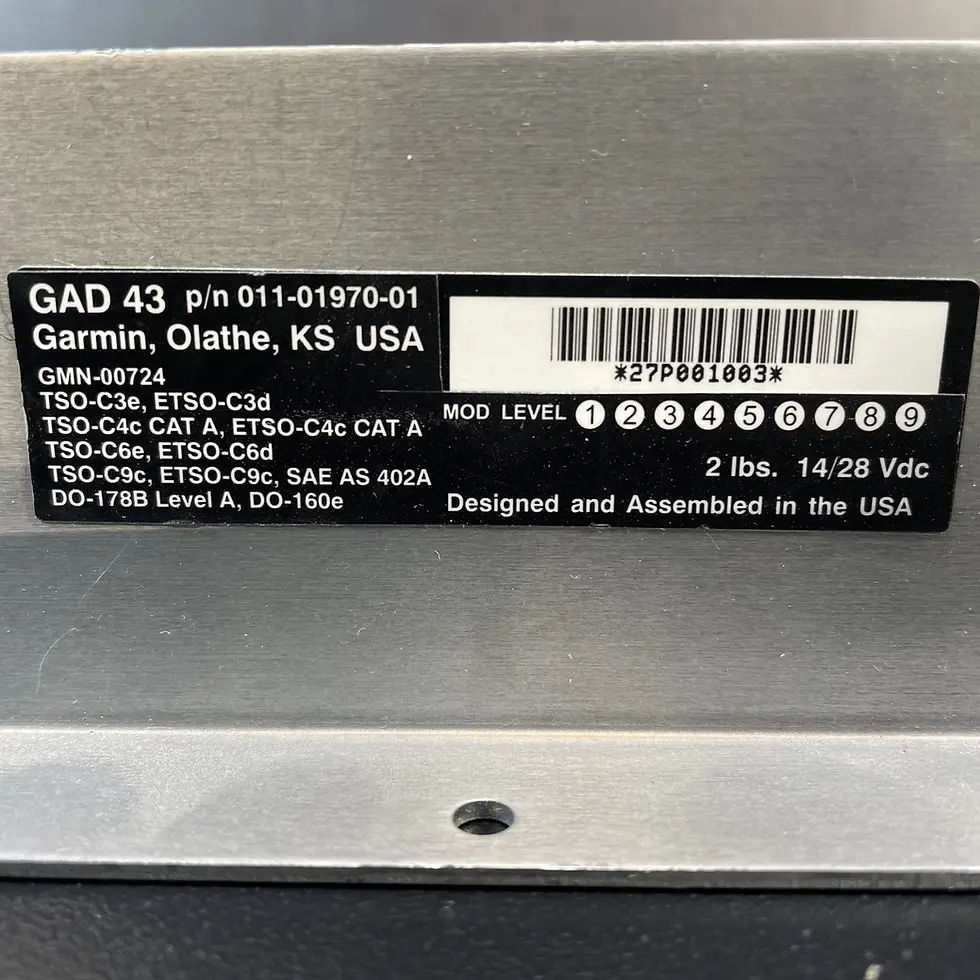 GAD 43 p/n 011-01970-01
Garmin, Olathe, KS USA
GMN-00724
TSO-C3e, ETSO-C3d
TSO-C4c CAT A, ETSO-C4c CAT A
TSO-C6e, ETSO-C6d
TSO-C9c, ETSO-C9c, SAE AS 402A
DO-178B Level A, DO-160e
*27P001003*
MOD LEVEL 1 2 3 4 5 6 7 8 9
2 lbs. 14/28 Vdc
Designed and Assembled in the USA